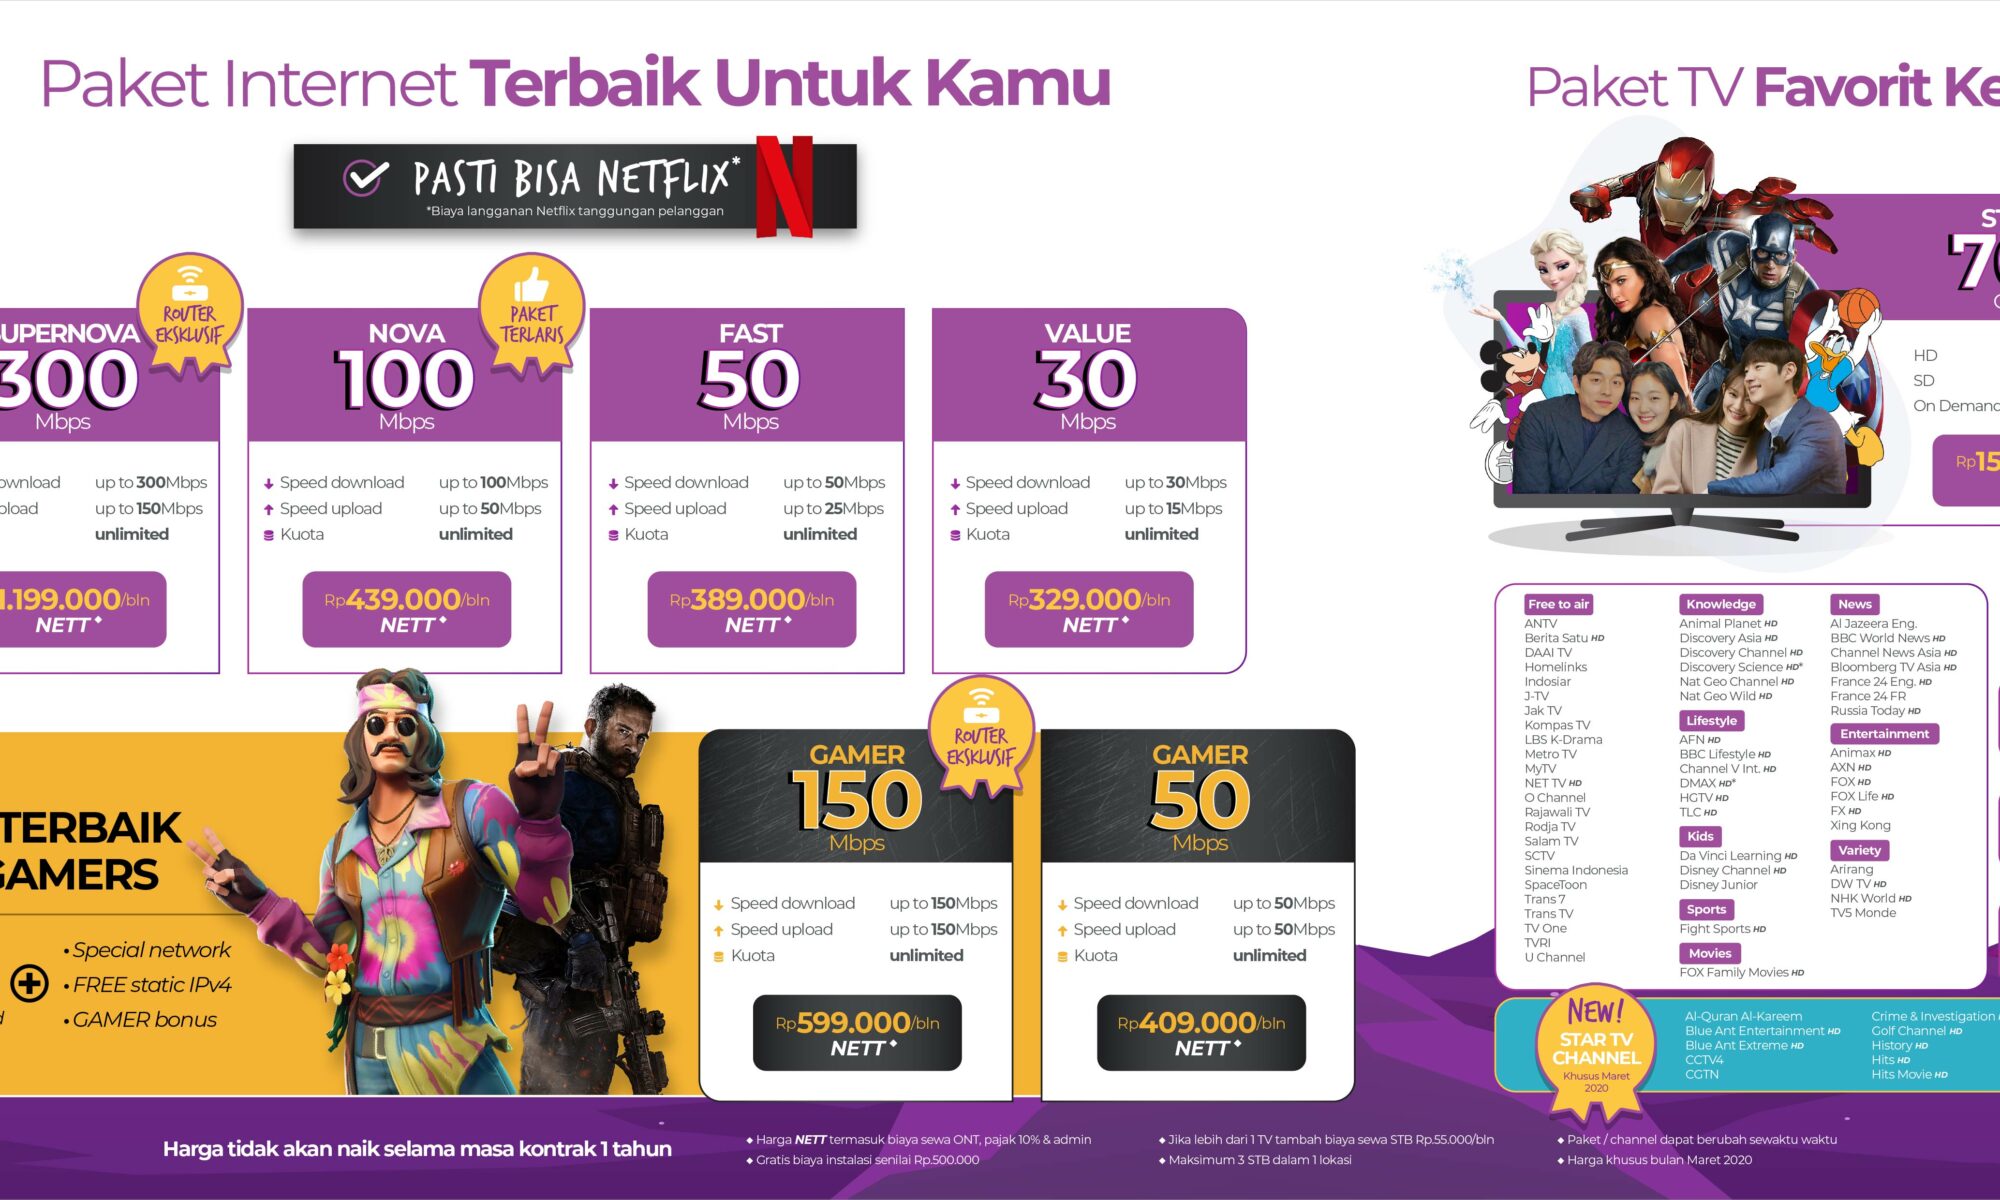 Paket Internet Terbaik Untuk Kamu
PASTI BISA NETFLIX*
*Biaya langganan Netflix tanggungan pelanggan
N
ROUTER
EKSKLUSIF
SUPERNOVA
300
Mbps
up to 300Mbps
up to 150Mbps
unlimited
1.199.000/bln
NETT ◆
PAKET
TERLARIS
NOVA
100
Mbps
Speed download up to 100Mbps
Speed upload up to 50Mbps
Kuota unlimited
Rp439.000/bln
NETT ◆
FAST
50
Mbps
Speed download up to 50Mbps
Speed upload up to 25Mbps
Kuota unlimited
Rp389.000/bln
NETT ◆
VALUE
30
Mbps
Speed download up to 30Mbps
Speed upload up to 15Mbps
Kuota unlimited
Rp329.000/bln
NETT ◆
TERBAIK
GAMERS
• Special network
• FREE static IPv4
• GAMER bonus
ROUTER
EKSKLUSIF
GAMER
150
Mbps
Speed download up to 150Mbps
Speed upload up to 150Mbps
Kuota unlimited
Rp599.000/bln
NETT ◆
GAMER
50
Mbps
Speed download up to 50Mbps
Speed upload up to 50Mbps
Kuota unlimited
Rp409.000/bln
NETT ◆
Paket TV Favorit Ke
HD
SD
On Demand
Rp15
Free to air
ANTV
Berita Satu HD
DAAI TV
Homelinks
Indosiar
J-TV
Jak TV
Kompas TV
LBS K-Drama
Metro TV
MyTV
NET TV HD
O Channel
Rajawali TV
Rodja TV
Salam TV
SCTV
Sinema Indonesia
SpaceToon
Trans 7
Trans TV
TV One
TVRI
U Channel
Knowledge
Animal Planet HD
Discovery Asia HD
Discovery Channel HD
Discovery Science HD*
Nat Geo Channel HD
Nat Geo Wild HD
Lifestyle
AFN HD
BBC Lifestyle HD
Channel V Int. HD
DMAX HD*
HGTV HD
TLC HD
Kids
Da Vinci Learning HD
Disney Channel HD
Disney Junior
Sports
Fight Sports HD
Movies
FOX Family Movies HD
News
Al Jazeera Eng.
BBC World News HD
Channel News Asia HD
Bloomberg TV Asia HD
France 24 Eng. HD
France 24 FR
Russia Today HD
Entertainment
Animax HD
AXN HD
FOX HD
FOX Life HD
FX HD
Xing Kong
Variety
Arirang
DW TV HD
NHK World HD
TV5 Monde
NEW!
STAR TV
CHANNEL
Khusus Maret
2020
Al-Quran Al-Kareem
Blue Ant Entertainment HD
Blue Ant Extreme HD
CCTV4
CGTN
Crime & Investigation
Golf Channel HD
History HD
Hits HD
Hits Movie HD
Harga tidak akan naik selama masa kontrak 1 tahun
◆ Harga NETT termasuk biaya sewa ONT, pajak 10% & admin
◆ Gratis biaya instalasi senilai Rp.500.000
◆ Jika lebih dari 1 TV tambah biaya sewa STB Rp.55.000/bln
◆ Maksimum 3 STB dalam 1 lokasi
◆ Paket / channel dapat berubah sewaktu waktu
◆ Harga khusus bulan Maret 2020